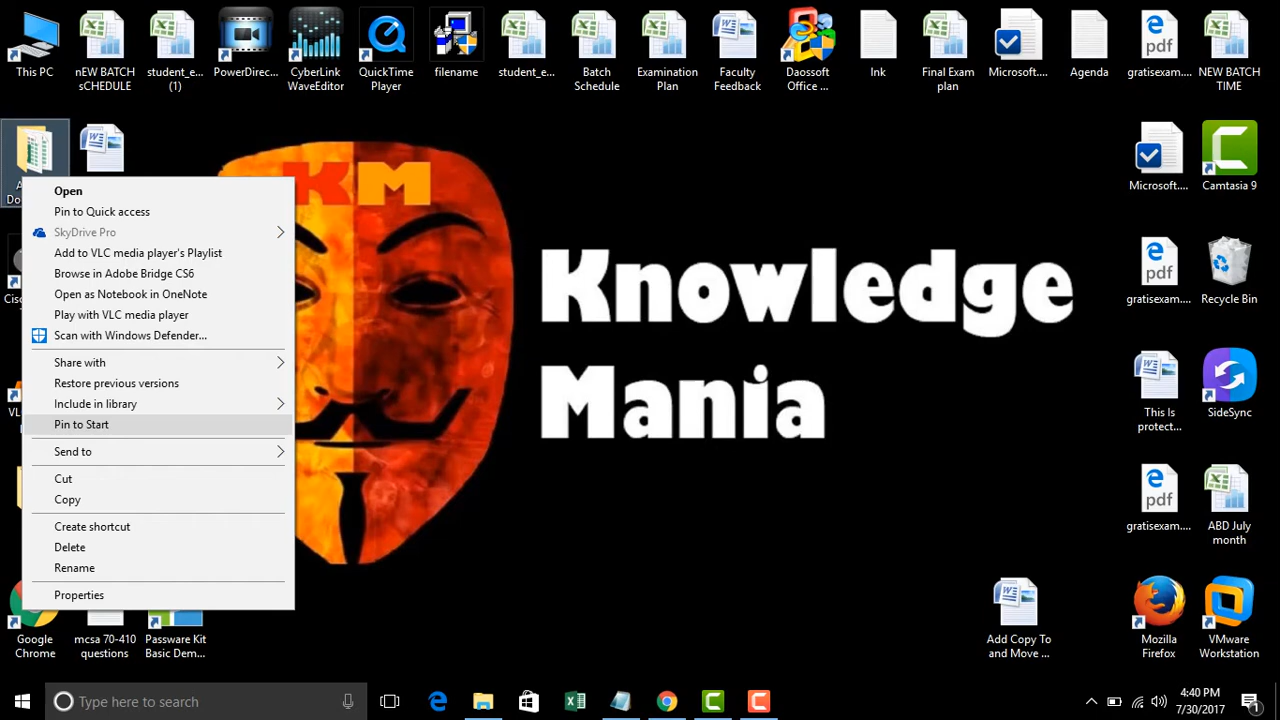 This PC
nEW BATCH
sCHEDULE
student_e...
(1)
PowerDirec...
CyberLink
WaveEditor
QuickTime
Player
filename
student_e...
Batch
Schedule
Examination
Plan
Faculty
Feedback
Daossoft
Office ...
Ink
Final Exam
plan
Microsoft....
Agenda
gratisexam....
NEW BATCH
TIME
Microsoft....
Camtasia 9
KM
Knowledge
Mania
Open
Pin to Quick access
SkyDrive Pro
Add to VLC media player's Playlist
Browse in Adobe Bridge CS6
Open as Notebook in OneNote
Play with VLC media player
Scan with Windows Defender...
Share with
Restore previous versions
Include in library
Pin to Start
Send to
Cut
Copy
Create shortcut
Delete
Rename
Properties
gratisexam....
Recycle Bin
This Is
protect...
SideSync
gratisexam....
ABD July
month
Google
Chrome
mcsa 70-410
questions
Passware Kit
Basic Dem...
Add Copy To
and Move ...
Mozilla
Firefox
VMware
Workstation
Type here to search
4:40 PM
7/30/2017
1